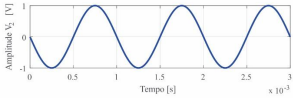 Amplitude V2 [V]
1
0
-1
0 0.5 1 1.5 2 2.5 3
Tempo [s]
× 10⁻³